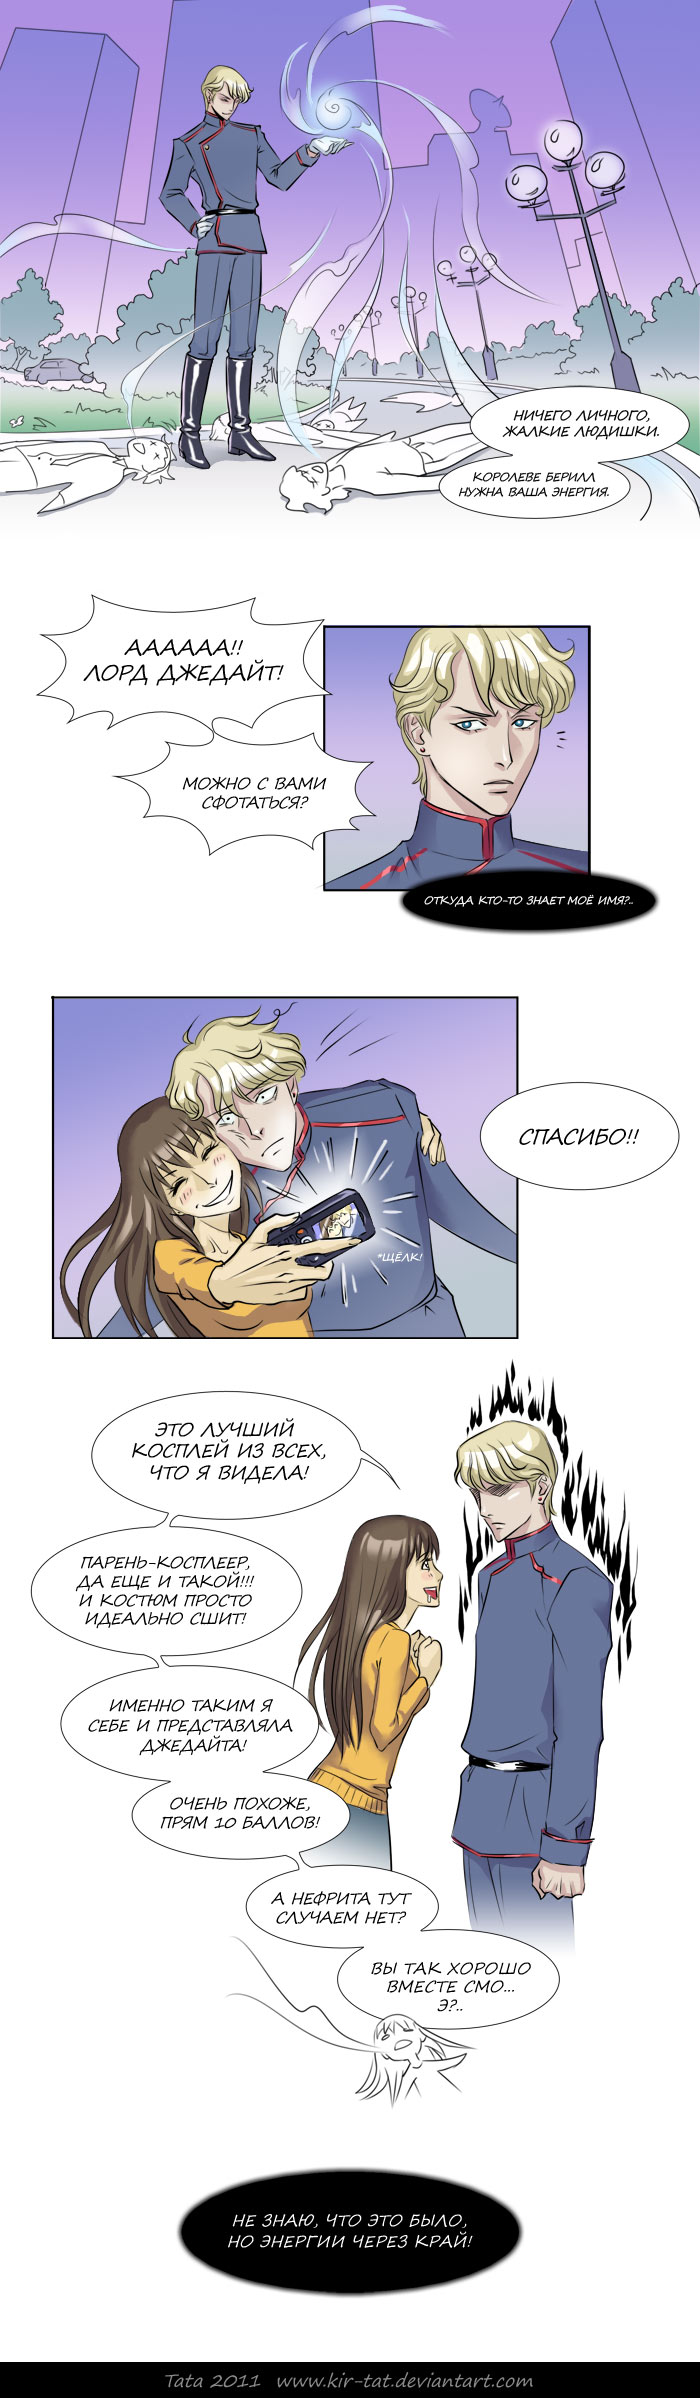 НИЧЕГО ЛИЧНОГО,
ЖАЛКИЕ ЛЮДИШКИ.
КОРОЛЕВЕ БЕРИЛЛ
НУЖНА ВАША ЭНЕРГИЯ.
АААААА!!
ЛОРД ДЖЕДАЙТ!
МОЖНО С ВАМИ
СФОТАТЬСЯ?
ОТКУДА КТО-ТО ЗНАЕТ МОЁ ИМЯ?..
*ЩЁЛК!
СПАСИБО!!
ЭТО ЛУЧШИЙ
КОСПЛЕЙ ИЗ ВСЕХ,
ЧТО Я ВИДЕЛА!
ПАРЕНЬ-КОСПЛЕЕР,
ДА ЕЩЕ И ТАКОЙ!!!
И КОСТЮМ ПРОСТО
ИДЕАЛЬНО СШИТ!
ИМЕННО ТАКИМ Я
СЕБЕ И ПРЕДСТАВЛЯЛА
ДЖЕДАЙТА!
ОЧЕНЬ ПОХОЖЕ,
ПРЯМ 10 БАЛЛОВ!
А НЕФРИТА ТУТ
СЛУЧАЕМ НЕТ?
ВЫ ТАК ХОРОШО
ВМЕСТЕ СМО...
Э?..
НЕ ЗНАЮ, ЧТО ЭТО БЫЛО,
НО ЭНЕРГИИ ЧЕРЕЗ КРАЙ!
Tata 2011 www.kir-tat.deviantart.com